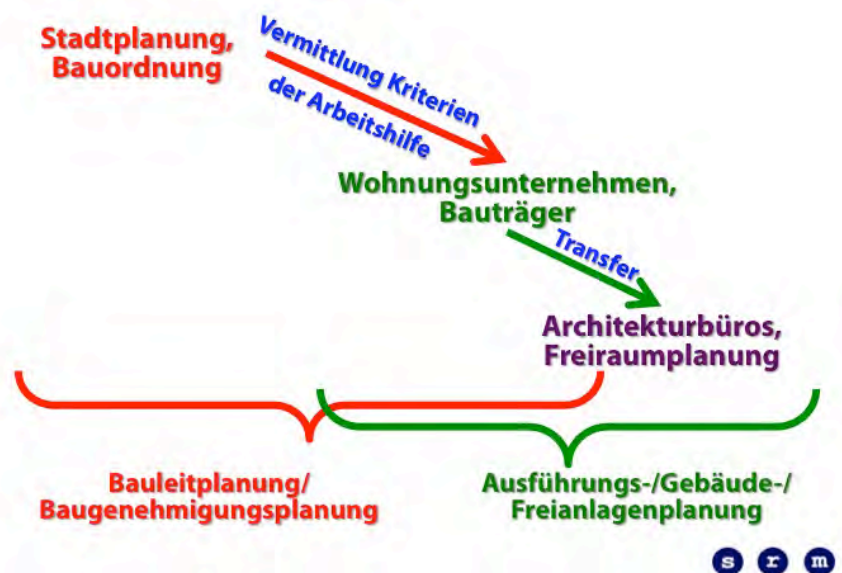 Stadtplanung,
Bauordnung
Vermittlung Kriterien
der Arbeitshilfe
Wohnungsunternehmen,
Bauträger
Transfer
Architekturbüros,
Freiraumplanung
Bauleitplanung/
Baugenehmigungsplanung
Ausführungs-/Gebäude-/
Freianlagenplanung
s r m